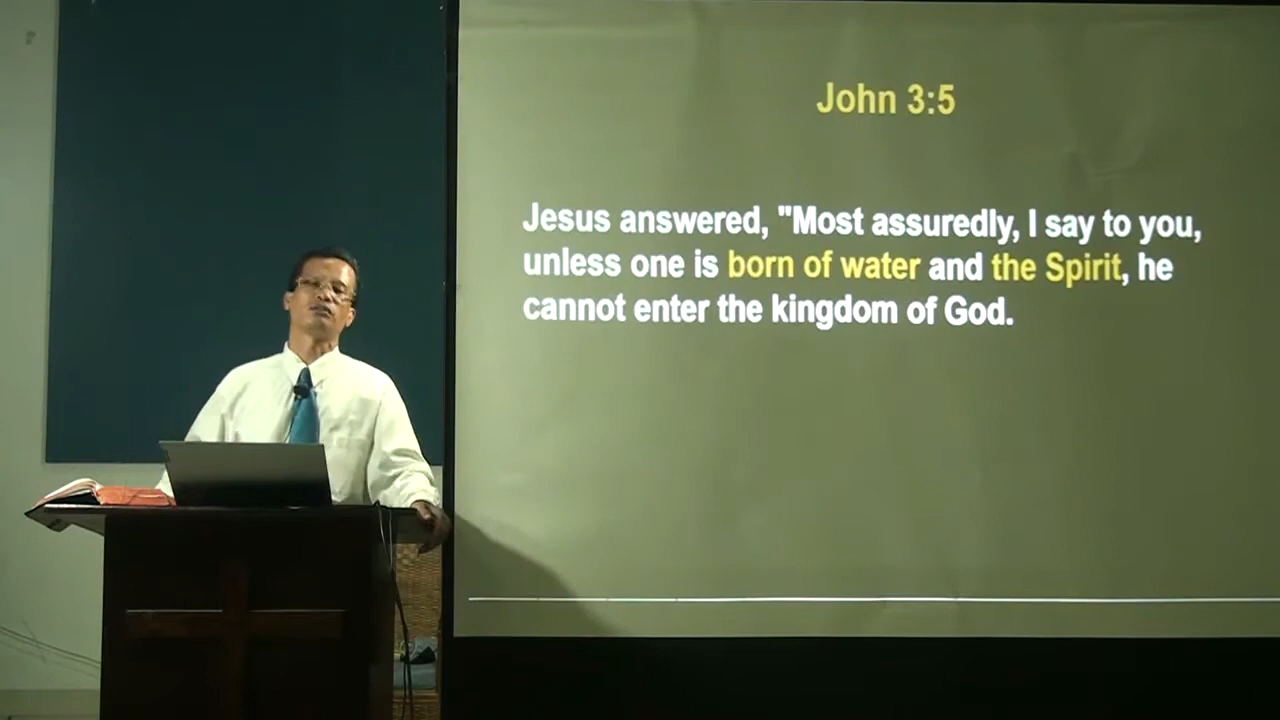 John 3:5
Jesus answered, "Most assuredly, I say to you,
unless one is born of water and the Spirit, he
cannot enter the kingdom of God.